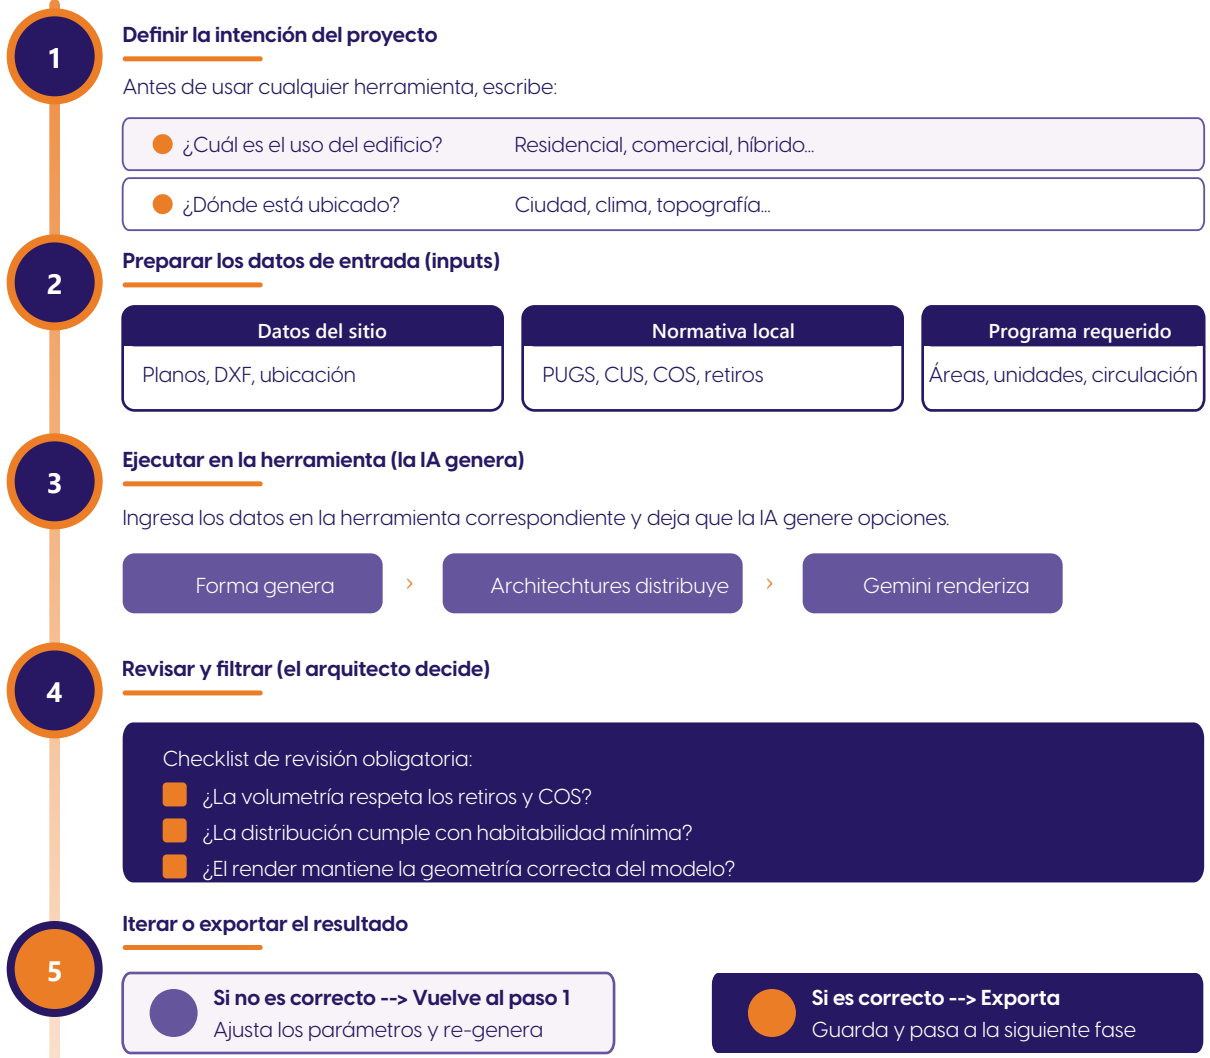 1
Definir la intención del proyecto
Antes de usar cualquier herramienta, escribe:
¿Cuál es el uso del edificio? Residencial, comercial, híbrido...
¿Dónde está ubicado? Ciudad, clima, topografía...
2
Preparar los datos de entrada (inputs)
Datos del sitio
Planos, DXF, ubicación
Normativa local
PUGS, CUS, COS, retiros
Programa requerido
Áreas, unidades, circulación
3
Ejecutar en la herramienta (la IA genera)
Ingresa los datos en la herramienta correspondiente y deja que la IA genere opciones.
Forma genera > Architechtures distribuye > Gemini renderiza
4
Revisar y filtrar (el arquitecto decide)
Checklist de revisión obligatoria:
¿La volumetría respeta los retiros y COS?
¿La distribución cumple con habitabilidad mínima?
¿El render mantiene la geometría correcta del modelo?
5
Iterar o exportar el resultado
Si no es correcto --> Vuelve al paso 1
Ajusta los parámetros y re-genera
Si es correcto --> Exporta
Guarda y pasa a la siguiente fase